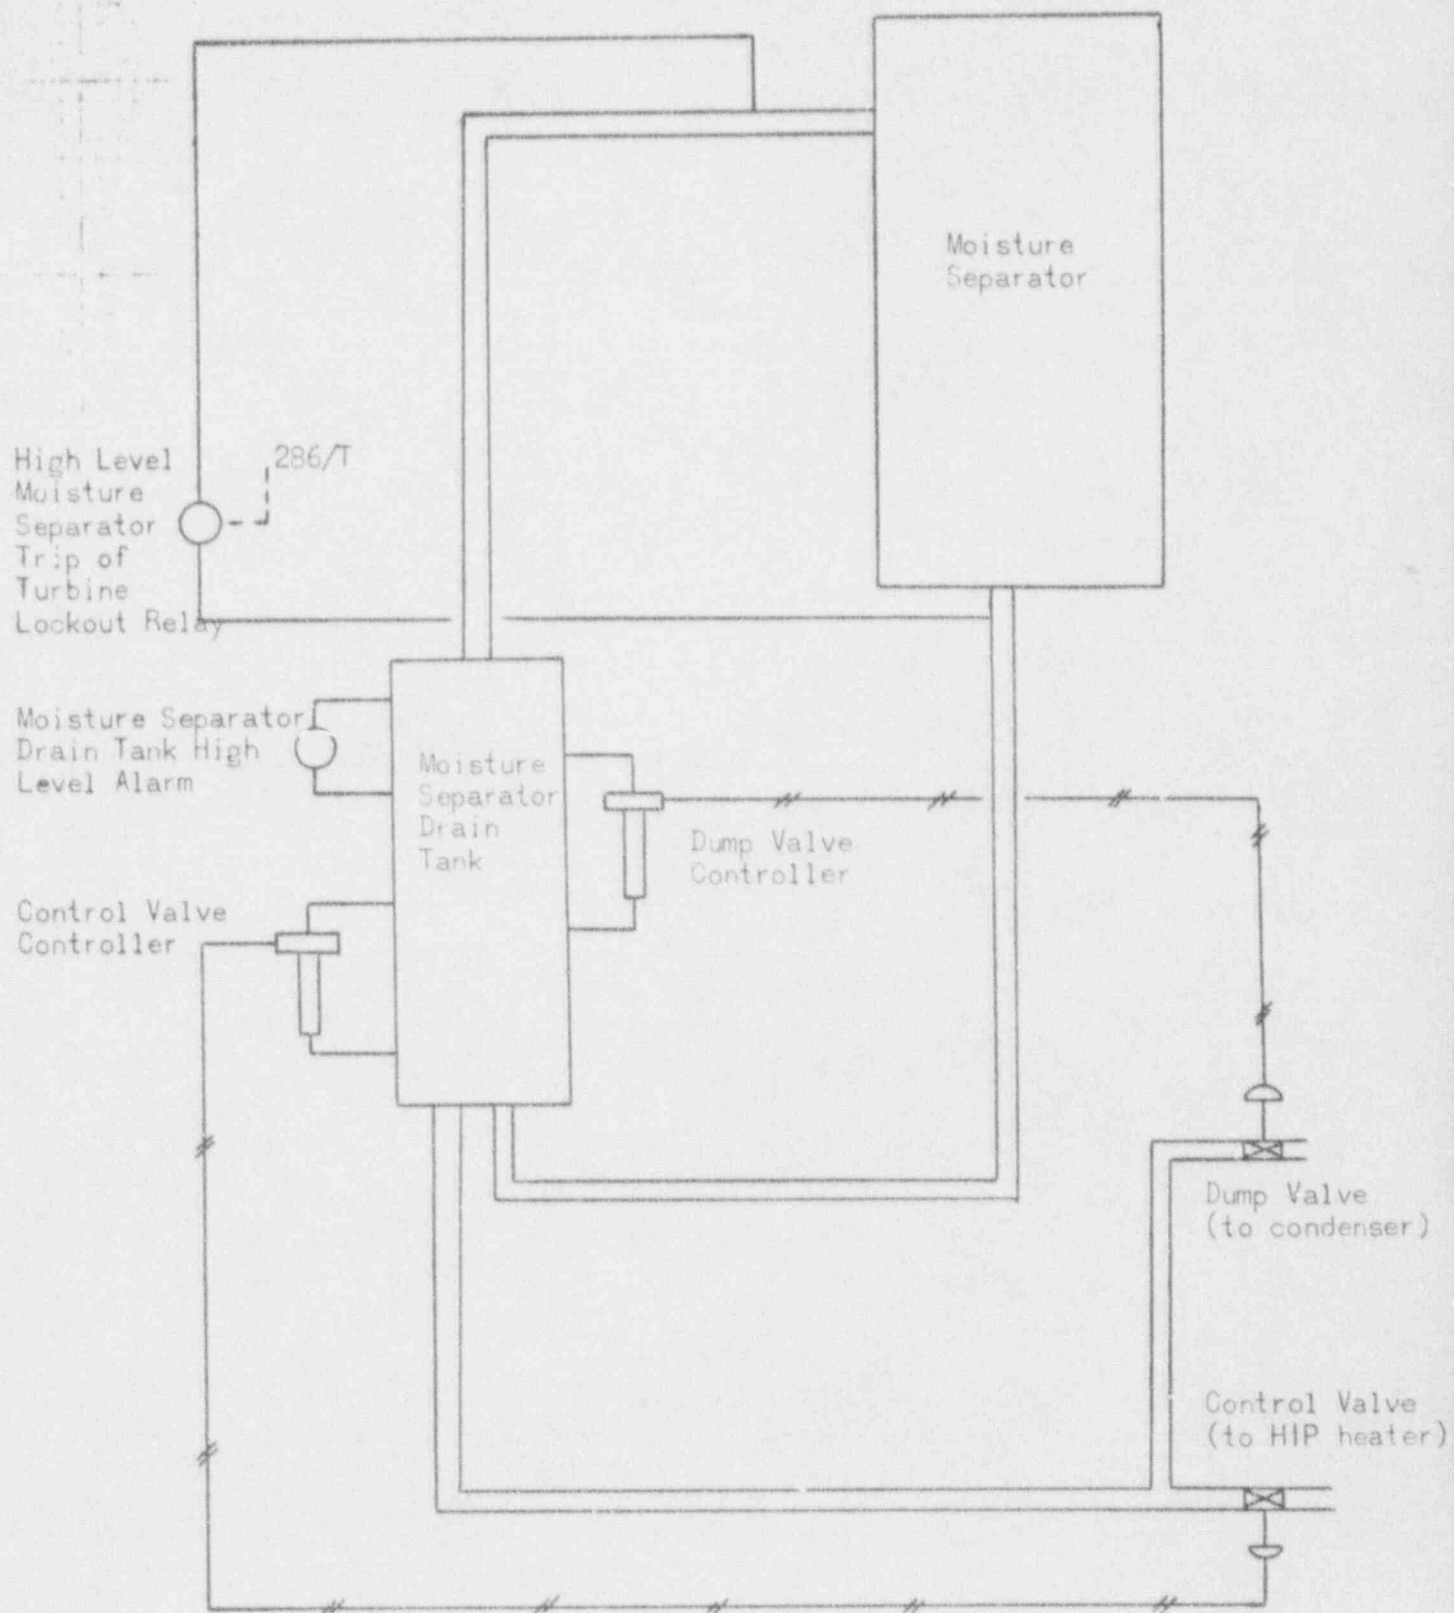 Moisture
Separator
High Level
Moisture
Separator
Trip of
Turbine
Lockout Relay
286/T
Moisture Separator
Drain Tank High
Level Alarm
Moisture
Separator
Drain
Tank
Dump Valve
Controller
Control Valve
Controller
Dump Valve
(to condenser)
Control Valve
(to HIP heater)